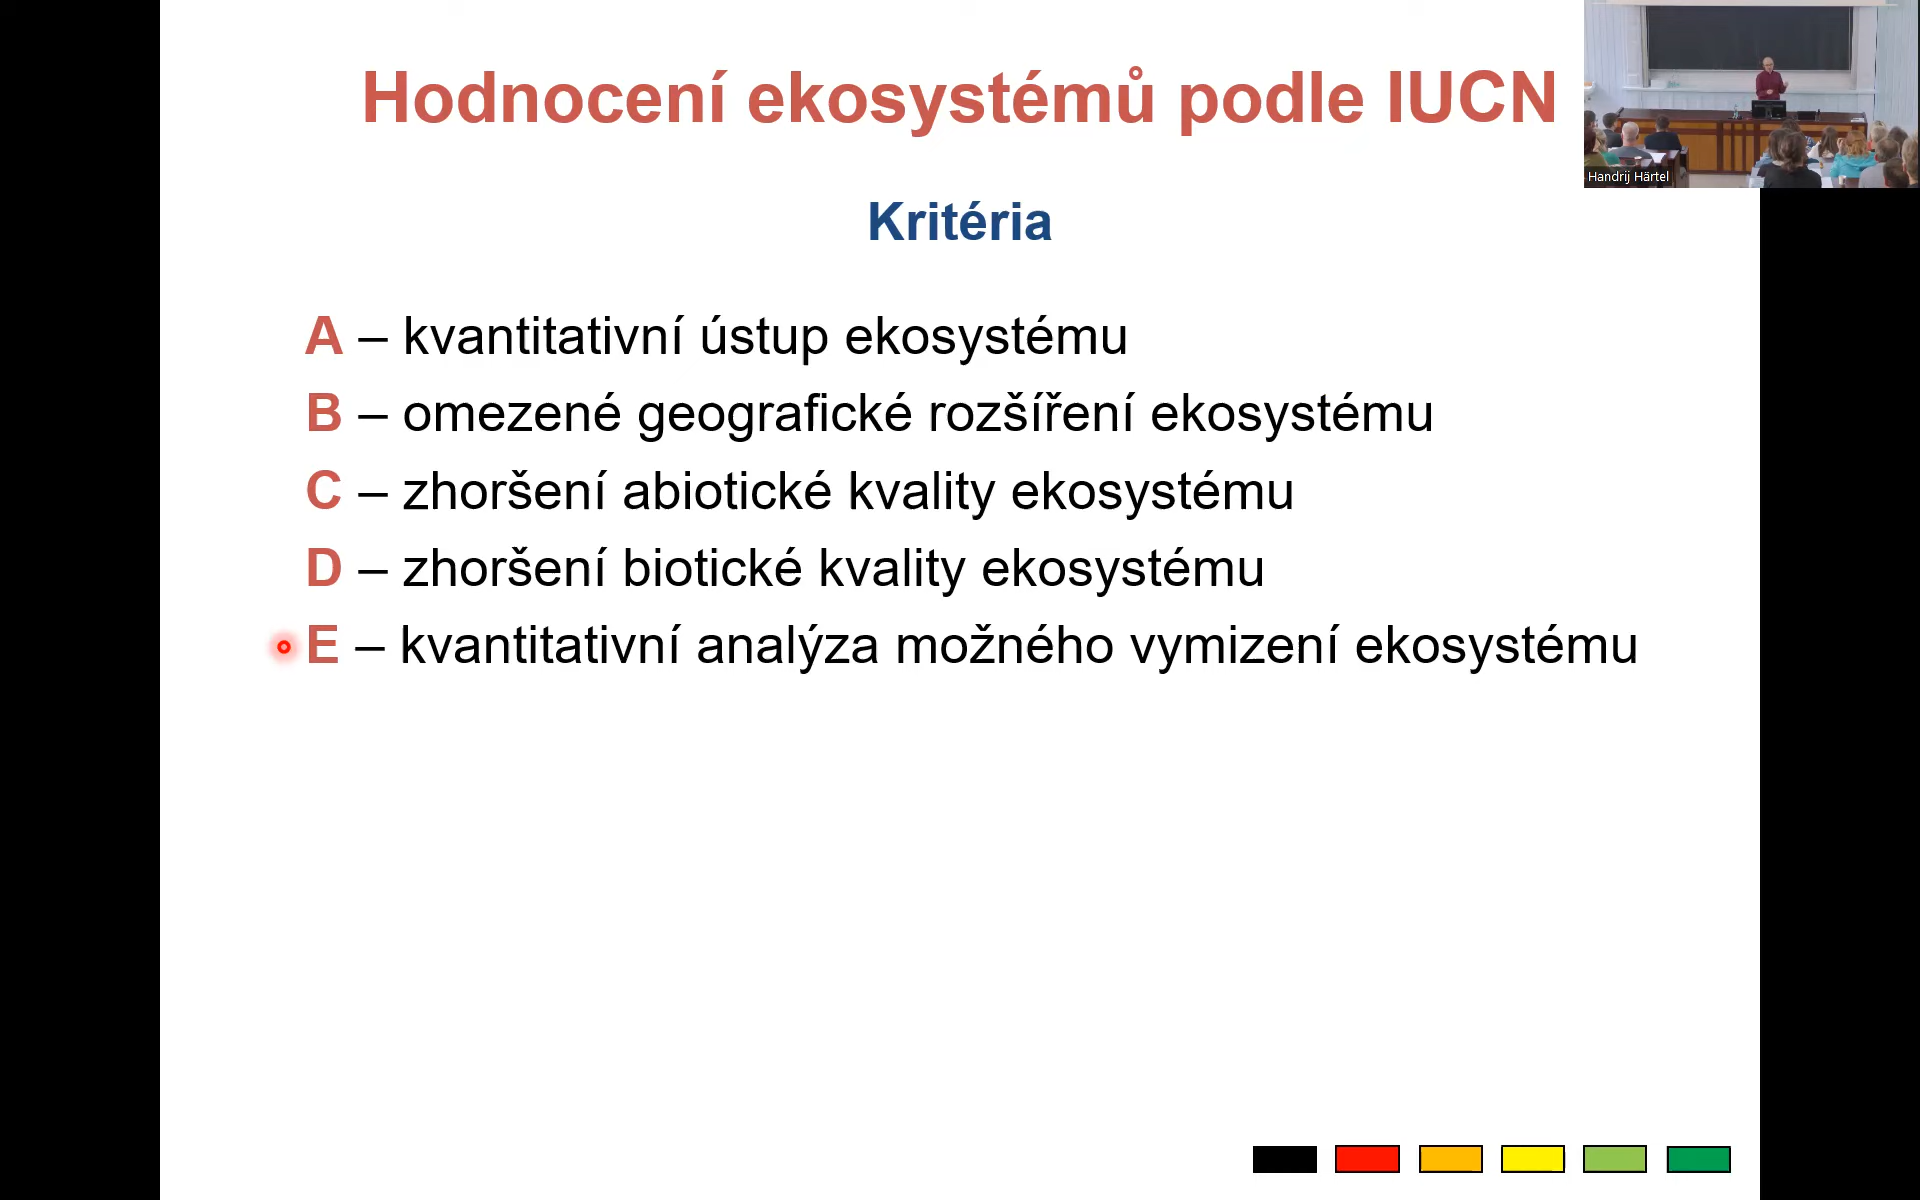 Hodnocení ekosystémů podle IUCN
Handrij Härtel
Kritéria
A – kvantitativní ústup ekosystému
B – omezené geografické rozšíření ekosystému
C – zhoršení abiotické kvality ekosystému
D – zhoršení biotické kvality ekosystému
E – kvantitativní analýza možného vymizení ekosystému